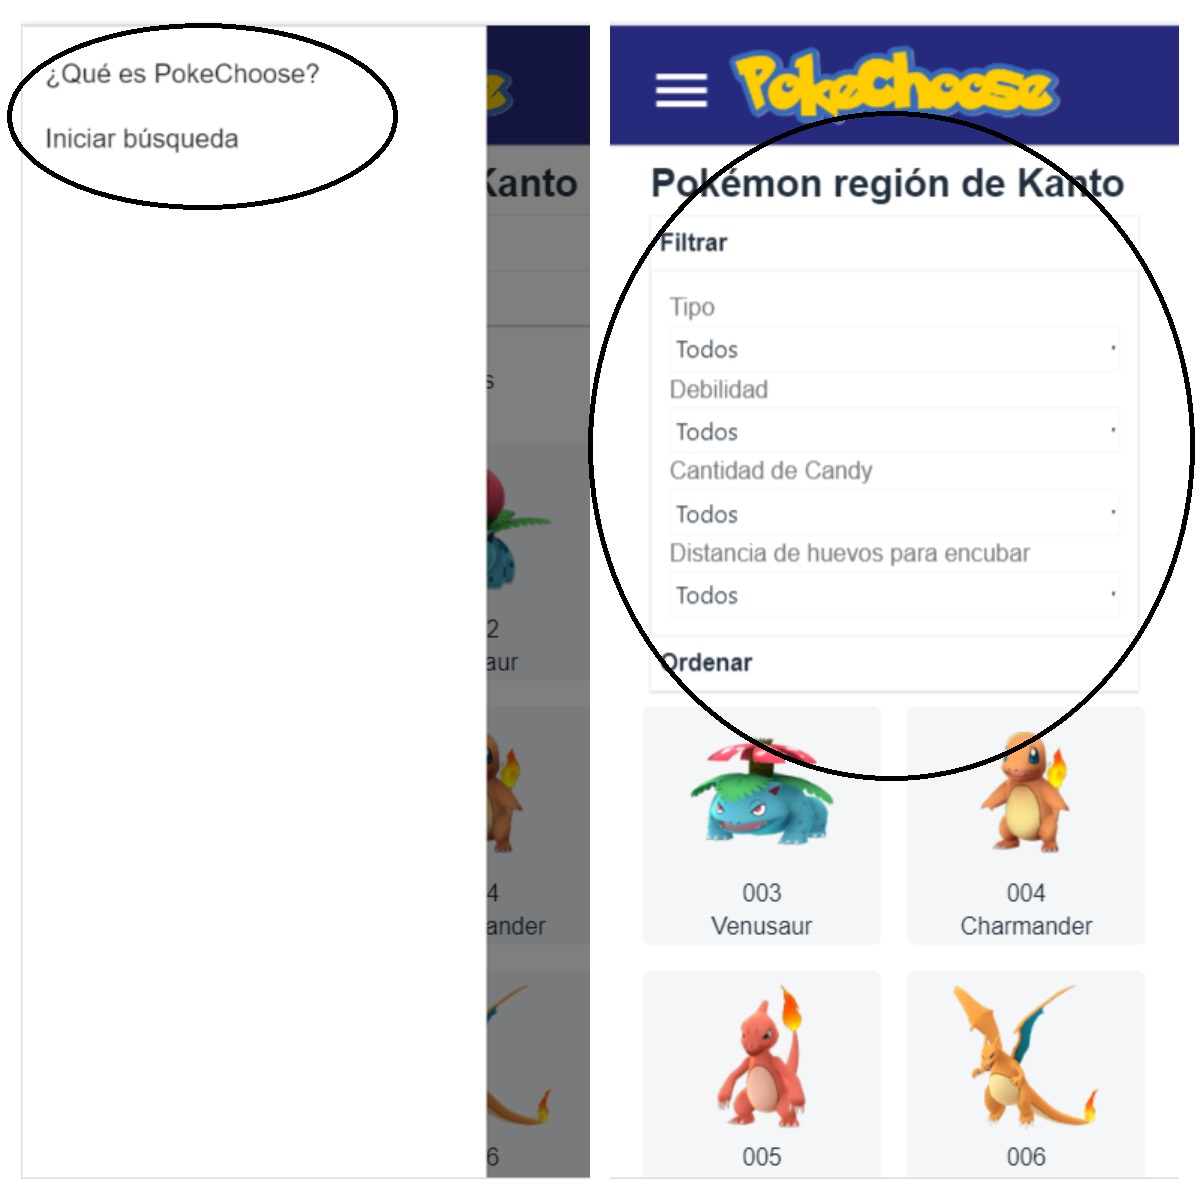 ¿Qué es PokeChoose?
Iniciar búsqueda
Kanto
s
2
aur
4
ander
6
PokeChoose
Pokémon región de Kanto
Filtrar
Tipo
Todos
Debilidad
Todos
Cantidad de Candy
Todos
Distancia de huevos para encubar
Todos
Ordenar
003
Venusaur
004
Charmander
005
006